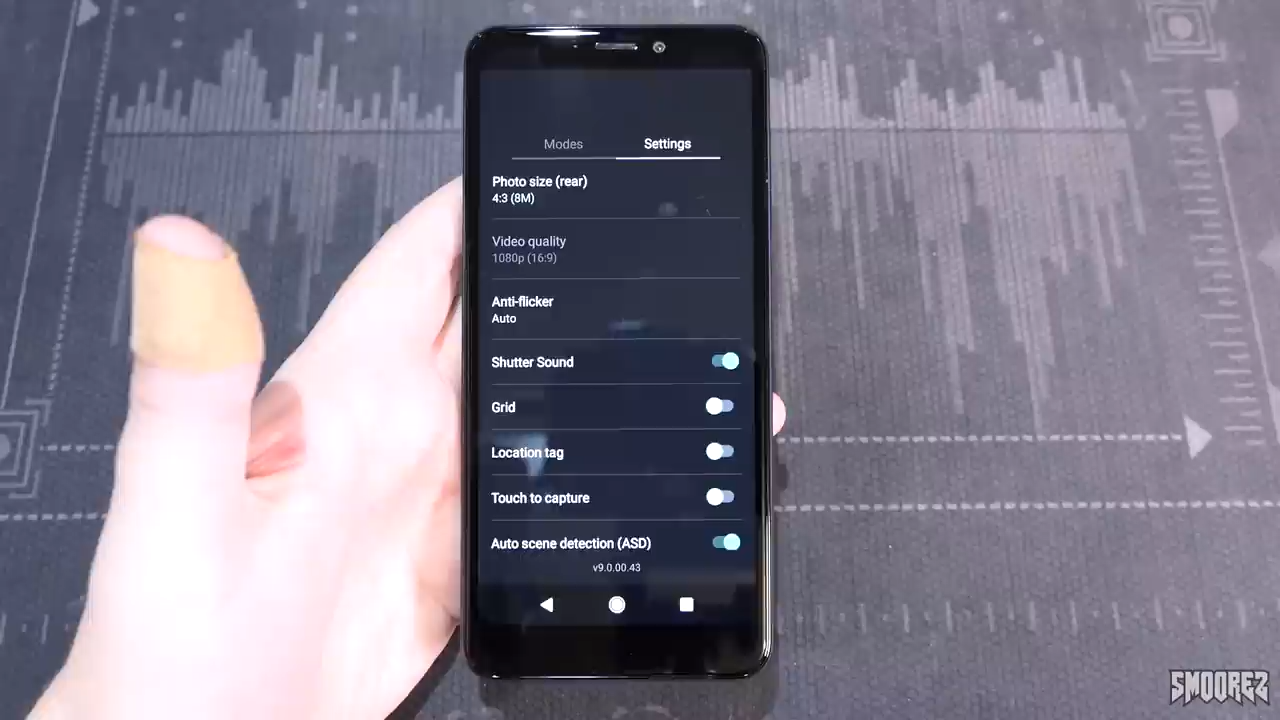 Modes Settings
Photo size (rear)
4:3 (8M)
Video quality
1080p (16:9)
Anti-flicker
Auto
Shutter Sound
Grid
Location tag
Touch to capture
Auto scene detection (ASD)
v9.0.00.43
SMOOREZ